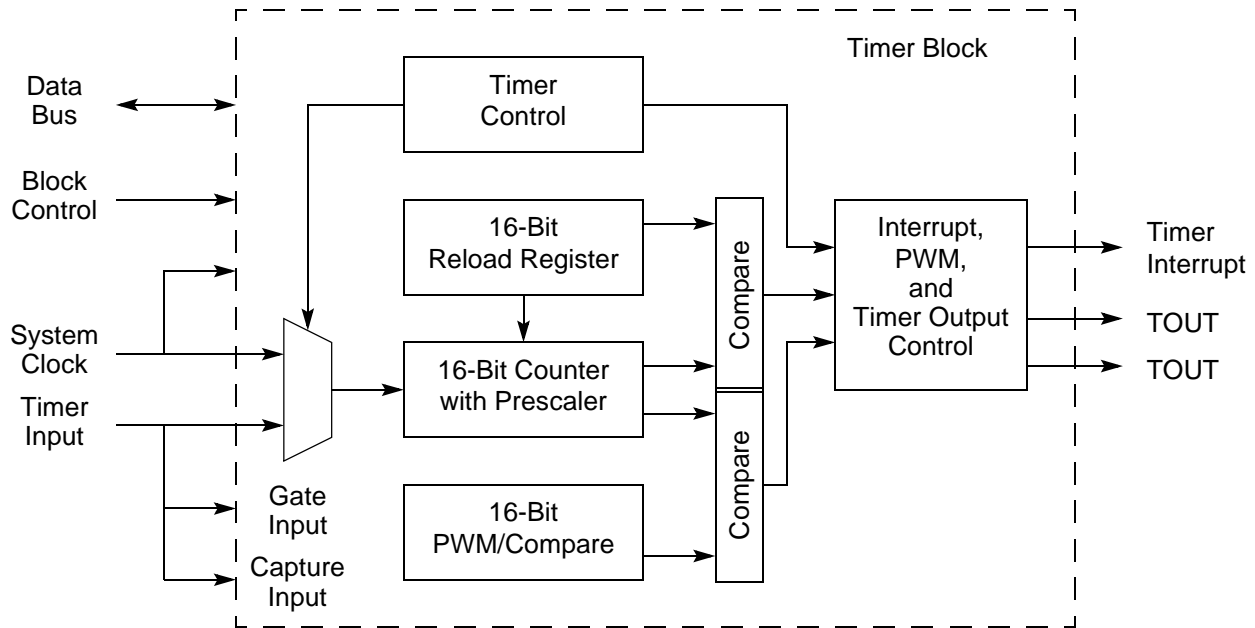 Timer Block
Data
Bus
Timer
Control
Block
Control
16-Bit
Reload Register
Compare
Interrupt,
PWM,
and
Timer Output
Control
Timer
Interrupt
TOUT
TOUT
System
Clock
16-Bit Counter
with Prescaler
Timer
Input
Compare
Gate
Input
16-Bit
PWM/Compare
Capture
Input